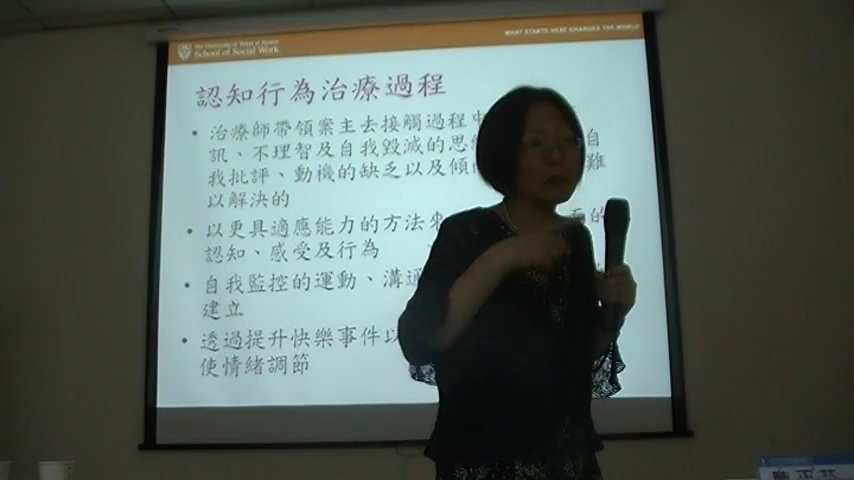 The University of Texas at Austin
School of Social Work
WHAT STARTS HERE CHANGES THE WORLD
認知行為治療過程
• 治療師帶領案主去接觸過程中
訊、不理智及自我毀滅的思 自
我批評、動機的缺乏以及傾 難
以解決的
• 以更具適應能力的方法來 的
認知、感受及行為
• 自我監控的運動、溝通
建立
• 透過提升快樂事件以
使情緒調節